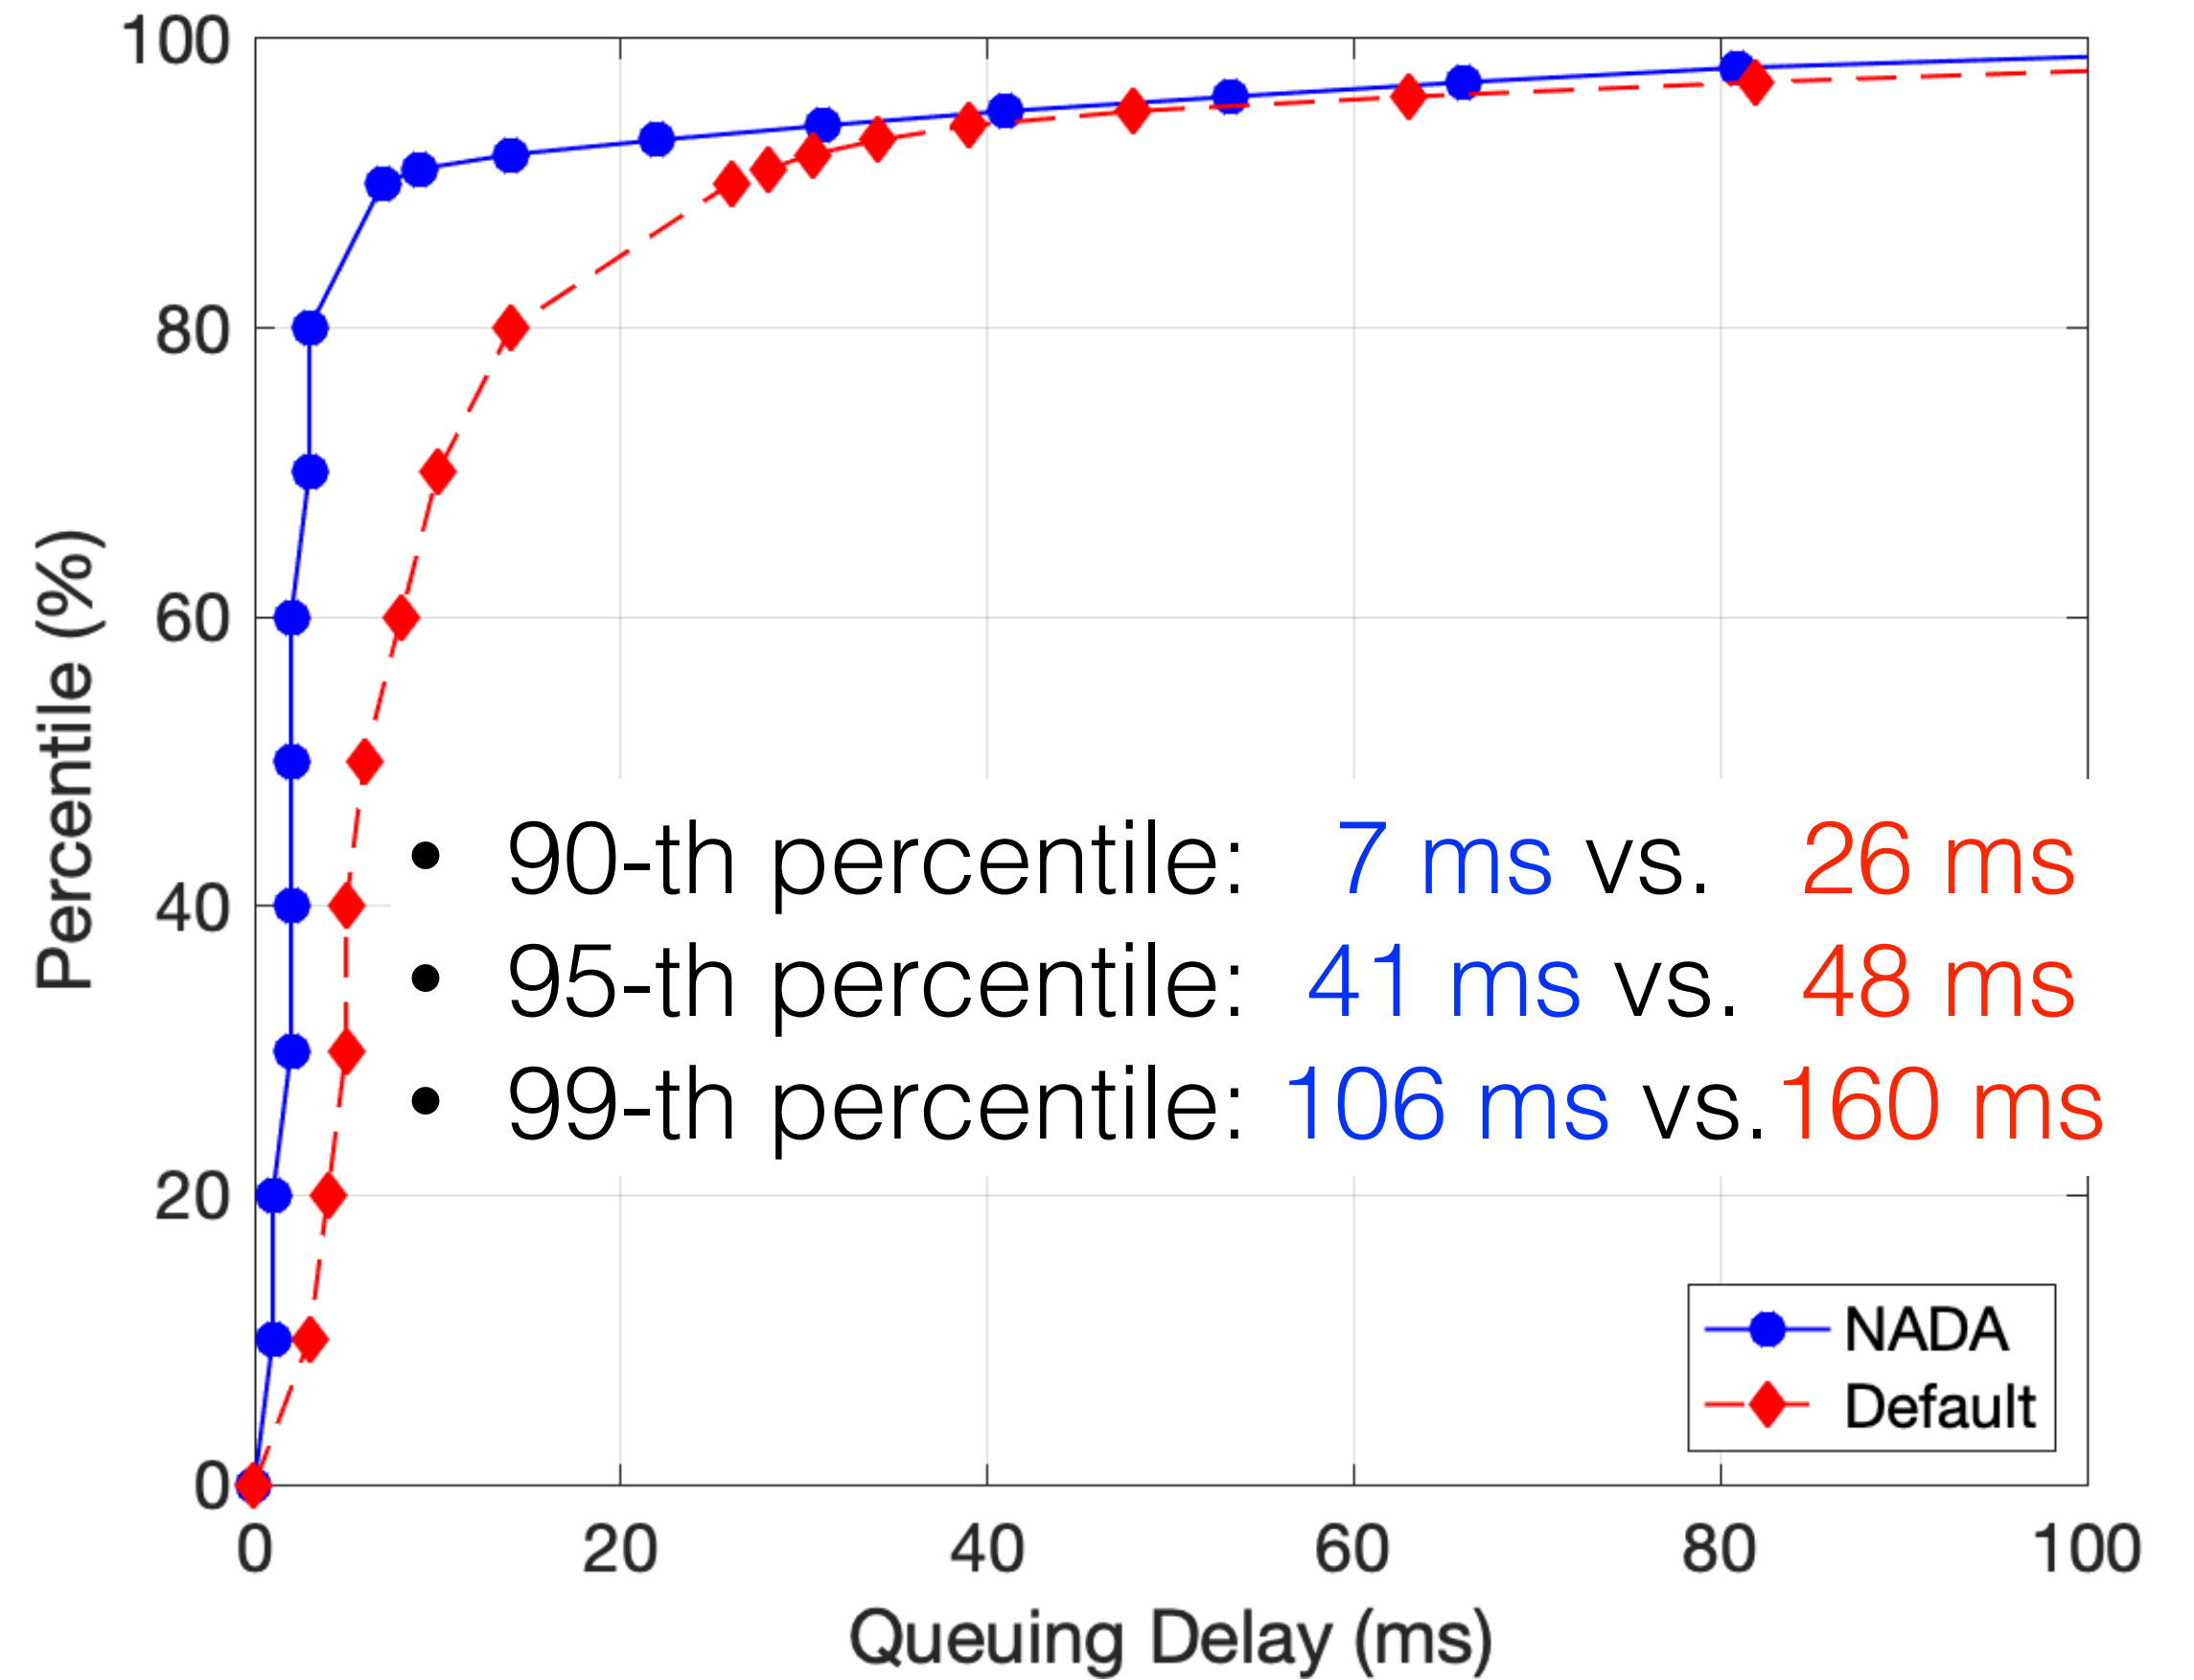 100
80
60
40
20
0
Percentile (%)
• 90-th percentile: 7 ms vs. 26 ms
• 95-th percentile: 41 ms vs. 48 ms
• 99-th percentile: 106 ms vs. 160 ms
NADA
Default
0 20 40 60 80 100
Queuing Delay (ms)